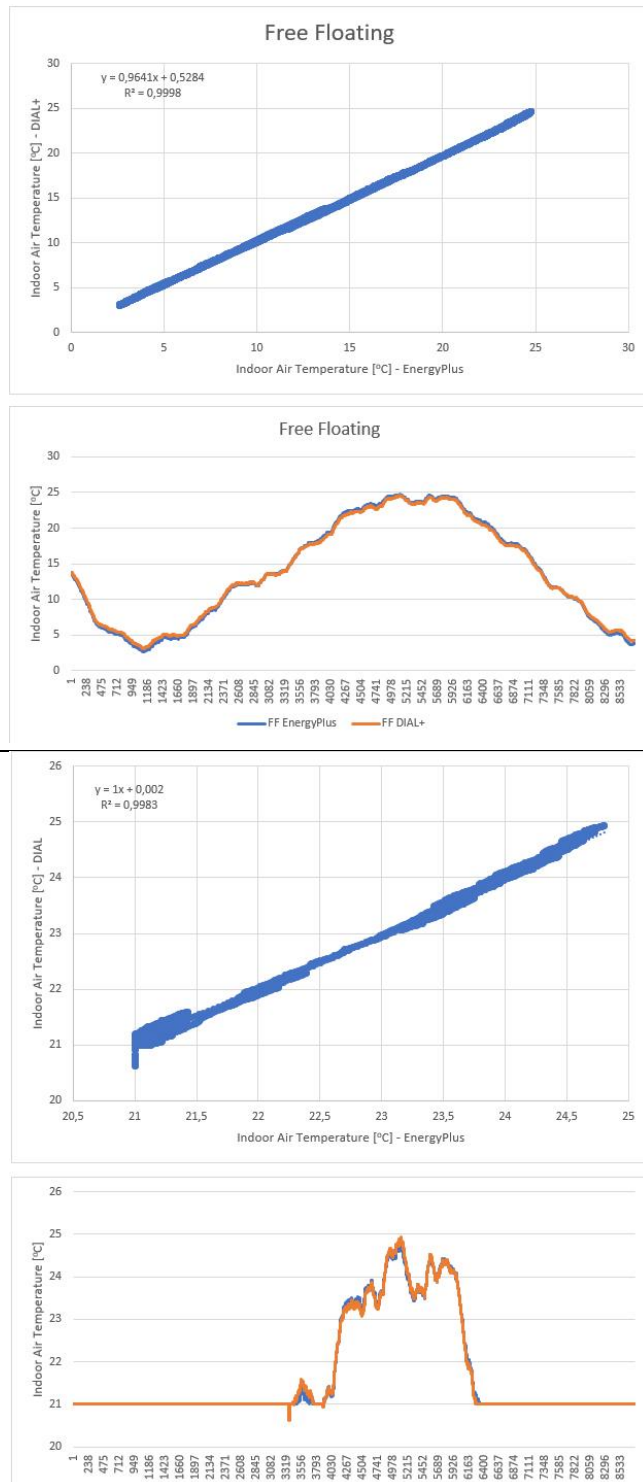 Free Floating
y = 0,9641x + 0,5284
R² = 0,9998
Indoor Air Temperature [°C] - DIAL+
30
25
20
15
10
5
0
0 5 10 15 20 25 30
Indoor Air Temperature [°C] - EnergyPlus
Free Floating
Indoor Air Temperature [°C]
30
25
20
15
10
5
0
1 238 475 712 949 1186 1423 1660 1897 2134 2371 2608 2845 3082 3319 3556 3793 4030 4267 4504 4741 4978 5215 5452 5689 5926 6163 6400 6637 6874 7111 7348 7585 7822 8059 8296 8533
FF EnergyPlus FF DIAL+
y = 1x + 0,002
R² = 0,9983
Indoor Air Temperature [°C] - DIAL
26
25
24
23
22
21
20
20,5 21 21,5 22 22,5 23 23,5 24 24,5 25
Indoor Air Temperature [°C] - EnergyPlus
Indoor Air Temperature [°C]
26
25
24
23
22
21
20
1 238 475 712 949 1186 1423 1660 1897 2134 2371 2608 2845 3082 3319 3556 3793 4030 4267 4504 4741 4978 5215 5452 5689 5926 6163 6400 6637 6874 7111 7348 7585 7822 8059 8296 8533